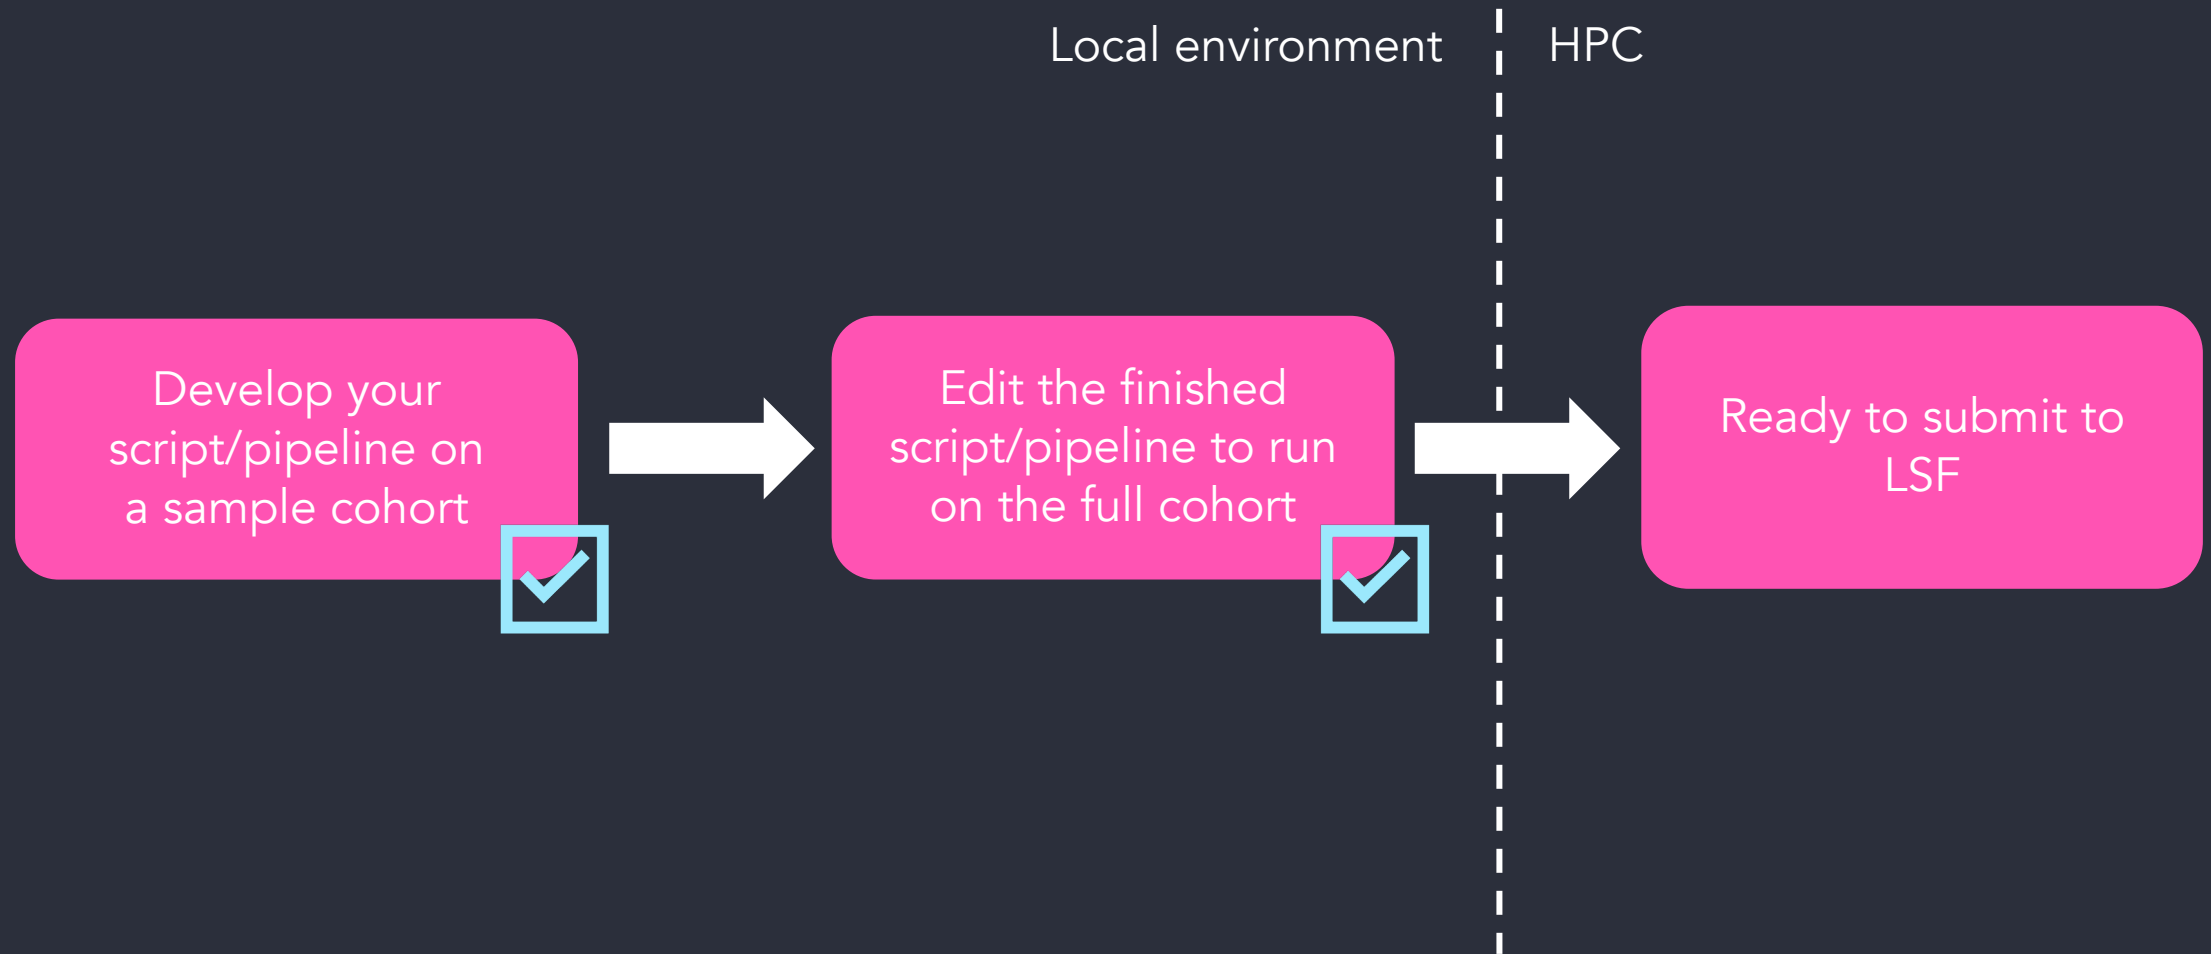 Local environment
HPC
Develop your
script/pipeline on
a sample cohort
Edit the finished
script/pipeline to run
on the full cohort
Ready to submit to
LSF